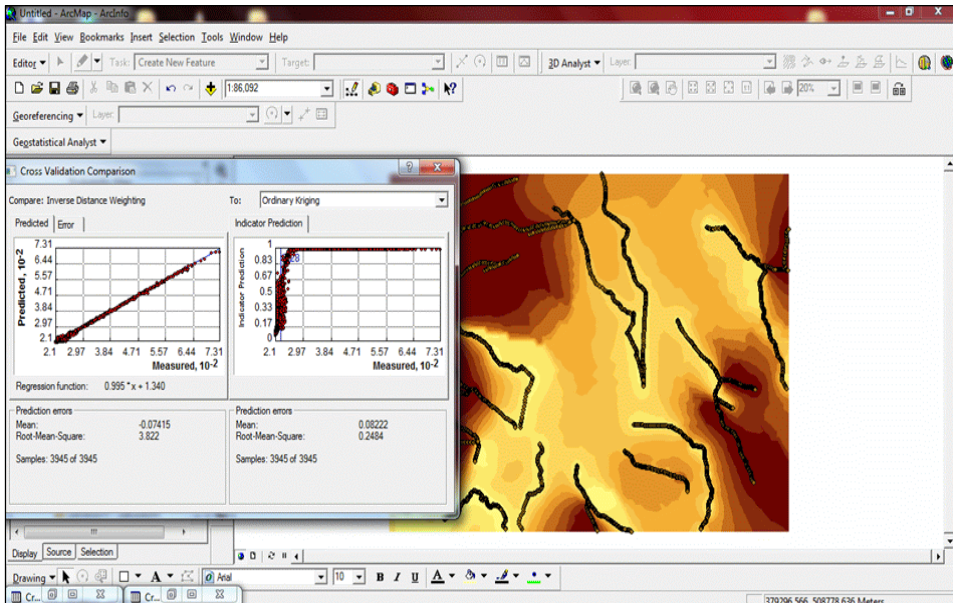 Untitled - ArcMap - ArcInfo
File Edit View Bookmarks Insert Selection Tools Window Help
Editor Task: Create New Feature Target: 3D Analyst Layer:
1:86,092 20%
Georeferencing Layer:
Geostatistical Analyst
Cross Validation Comparison
Compare: Inverse Distance Weighting To: Ordinary Kriging
Predicted Error Indicator Prediction
Predicted, 10-2
7.31
6.44
5.57
4.71
3.84
2.97
2.1
2.1 2.97 3.84 4.71 5.57 6.44 7.31
Measured, 10-2
Indicator Prediction
1
0.83
0.67
0.5
0.33
0.17
0
2.1 2.97 3.84 4.71 5.57 6.44 7.31
Measured, 10-2
Regression function: 0.995 * x + 1.340
Prediction errors
Mean: -0.07415
Root-Mean-Square: 3.822
Samples: 3945 of 3945
Prediction errors
Mean: 0.08222
Root-Mean-Square: 0.2484
Samples: 3945 of 3945
Display Source Selection
Drawing A Arial 10 B I U A
Cr... Cr...
379296.566 508778.636 Meters